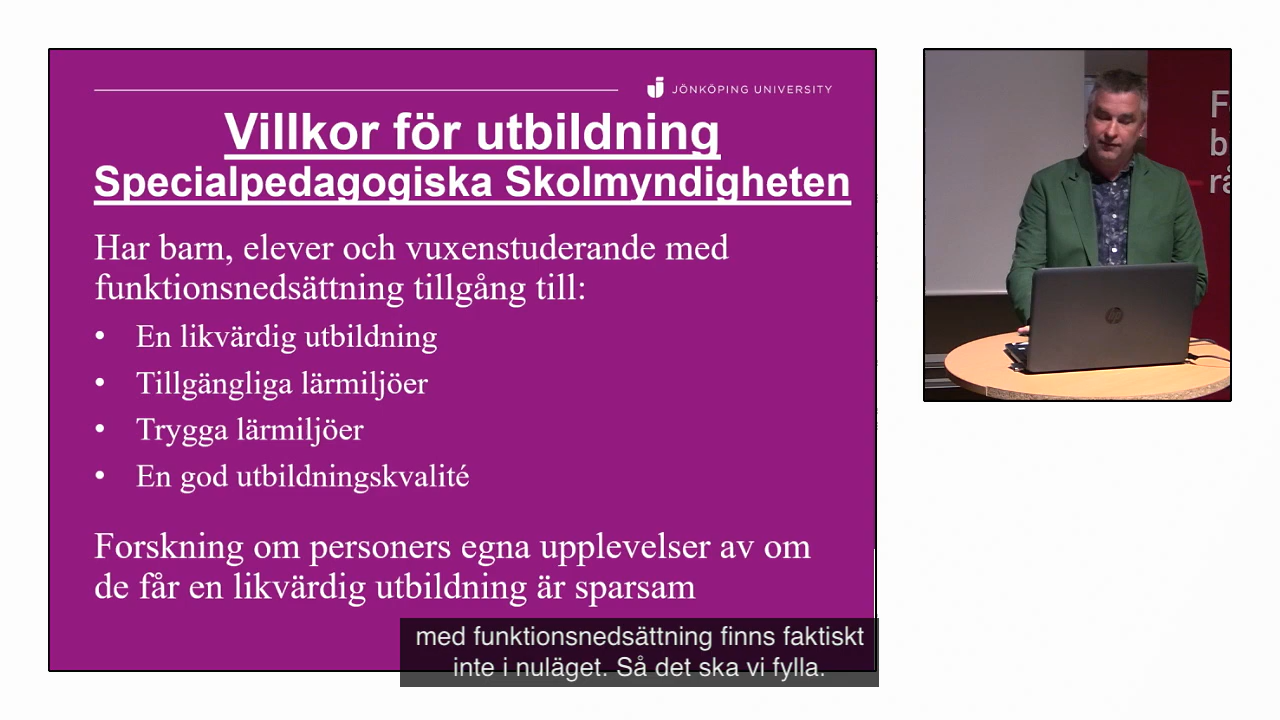 JÖNKÖPING UNIVERSITY
Villkor för utbildning
Specialpedagogiska Skolmyndigheten
Har barn, elever och vuxenstuderande med
funktionsnedsättning tillgång till:
• En likvärdig utbildning
• Tillgängliga lärmiljöer
• Trygga lärmiljöer
• En god utbildningskvalité
Forskning om personers egna upplevelser av om
de får en likvärdig utbildning är sparsam
med funktionsnedsättning finns faktiskt
inte i nuläget. Så det ska vi fylla.
F
b
rå
hp